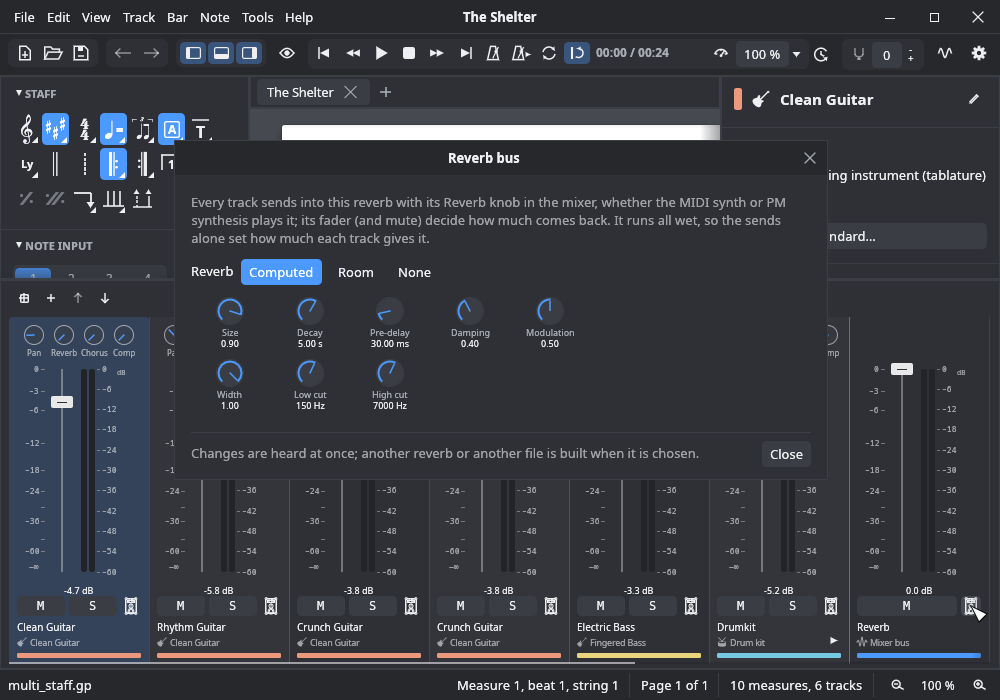 File Edit View Track Bar Note Tools Help
The Shelter
00:00 / 00:24
100 %
0
STAFF
The Shelter
Clean Guitar
Ly
NOTE INPUT
1 2 3 4
ing instrument (tablature)
ndard...
Reverb bus
Every track sends into this reverb with its Reverb knob in the mixer, whether the MIDI synth or PM
synthesis plays it; its fader (and mute) decide how much comes back. It runs all wet, so the sends
alone set how much each track gives it.
Reverb Computed Room None
Size Decay Pre-delay Damping Modulation
0.90 5.00 s 30.00 ms 0.40 0.50
Width Low cut High cut
1.00 150 Hz 7000 Hz
Changes are heard at once; another reverb or another file is built when it is chosen.
Close
Pan Reverb Chorus Comp
dB
-4.7 dB -5.8 dB -3.8 dB -3.8 dB -3.3 dB -5.2 dB 0.0 dB
M S M S M S M S M S M S M
Clean Guitar Rhythm Guitar Crunch Guitar Crunch Guitar Electric Bass Drumkit Reverb
Clean Guitar Clean Guitar Clean Guitar Clean Guitar Fingered Bass Drum kit Mixer bus
multi_staff.gp
Measure 1, beat 1, string 1
Page 1 of 1
10 measures, 6 tracks
100 %